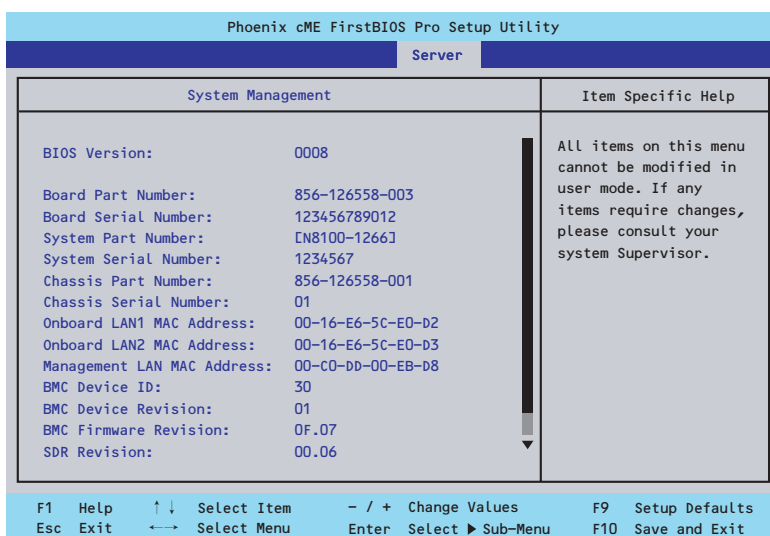 Phoenix cME FirstBIOS Pro Setup Utility
Server
System Management
Item Specific Help
BIOS Version: 0008
Board Part Number: 856-126558-003
Board Serial Number: 123456789012
System Part Number: [N8100-1266]
System Serial Number: 1234567
Chassis Part Number: 856-126558-001
Chassis Serial Number: 01
Onboard LAN1 MAC Address: 00-16-E6-5C-E0-D2
Onboard LAN2 MAC Address: 00-16-E6-5C-E0-D3
Management LAN MAC Address: 00-C0-DD-00-EB-D8
BMC Device ID: 30
BMC Device Revision: 01
BMC Firmware Revision: 0F.07
SDR Revision: 00.06
All items on this menu
cannot be modified in
user mode. If any
items require changes,
please consult your
system Supervisor.
F1 Help ↑↓ Select Item - / + Change Values F9 Setup Defaults
Esc Exit ←→ Select Menu Enter Select ▶ Sub-Menu F10 Save and Exit